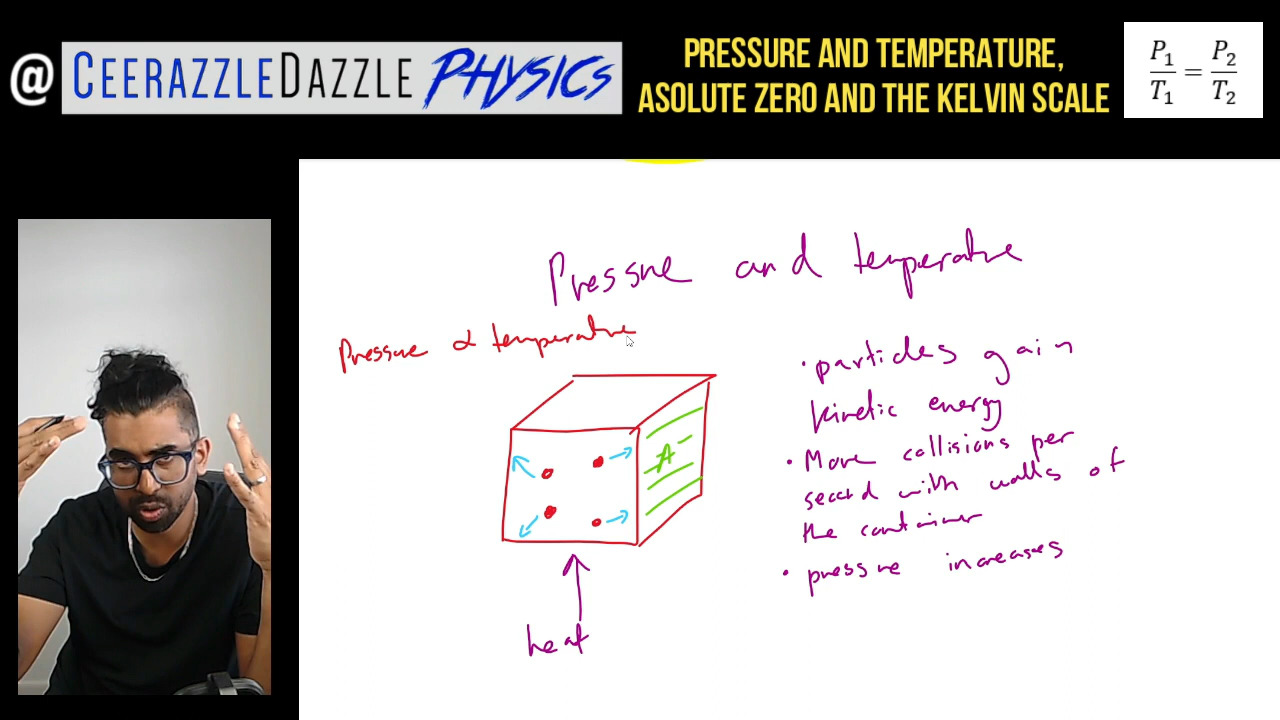 @ CEERAZZLEDAZZLE PHYSICS
PRESSURE AND TEMPERATURE,
ASOLUTE ZERO AND THE KELVIN SCALE
P₁/T₁ = P₂/T₂
Pressure and temperature
Pressure ∝ temperature
• particles gain
kinetic energy
• More collisions per
second with walls of
the container
• pressure increases
A
heat